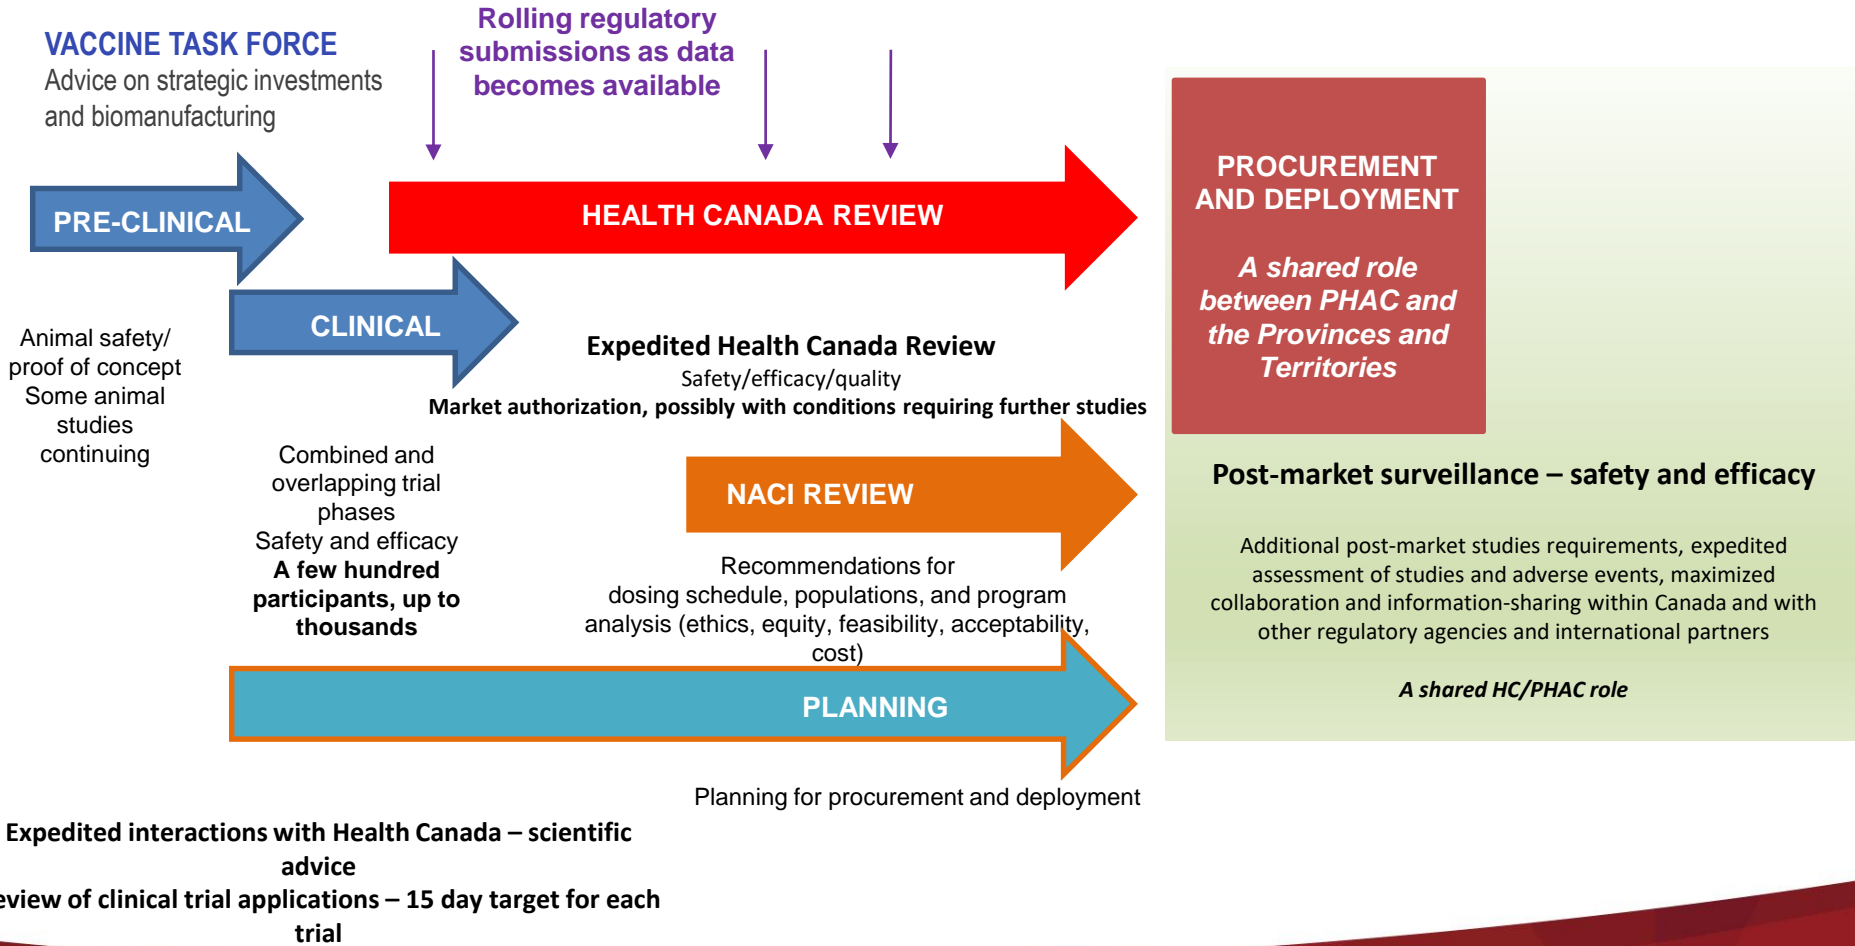 VACCINE TASK FORCE
Advice on strategic investments
and biomanufacturing
Rolling regulatory
submissions as data
becomes available
PRE-CLINICAL
HEALTH CANADA REVIEW
CLINICAL
Animal safety/
proof of concept
Some animal
studies
continuing
Expedited Health Canada Review
Safety/efficacy/quality
Market authorization, possibly with conditions requiring further studies
Combined and
overlapping trial
phases
Safety and efficacy
A few hundred
participants, up to
thousands
NACI REVIEW
Recommendations for
dosing schedule, populations, and program
analysis (ethics, equity, feasibility, acceptability,
cost)
PLANNING
Planning for procurement and deployment
Expedited interactions with Health Canada – scientific
advice
eview of clinical trial applications – 15 day target for each
trial
PROCUREMENT
AND DEPLOYMENT
A shared role
between PHAC and
the Provinces and
Territories
Post-market surveillance – safety and efficacy
Additional post-market studies requirements, expedited
assessment of studies and adverse events, maximized
collaboration and information-sharing within Canada and with
other regulatory agencies and international partners
A shared HC/PHAC role